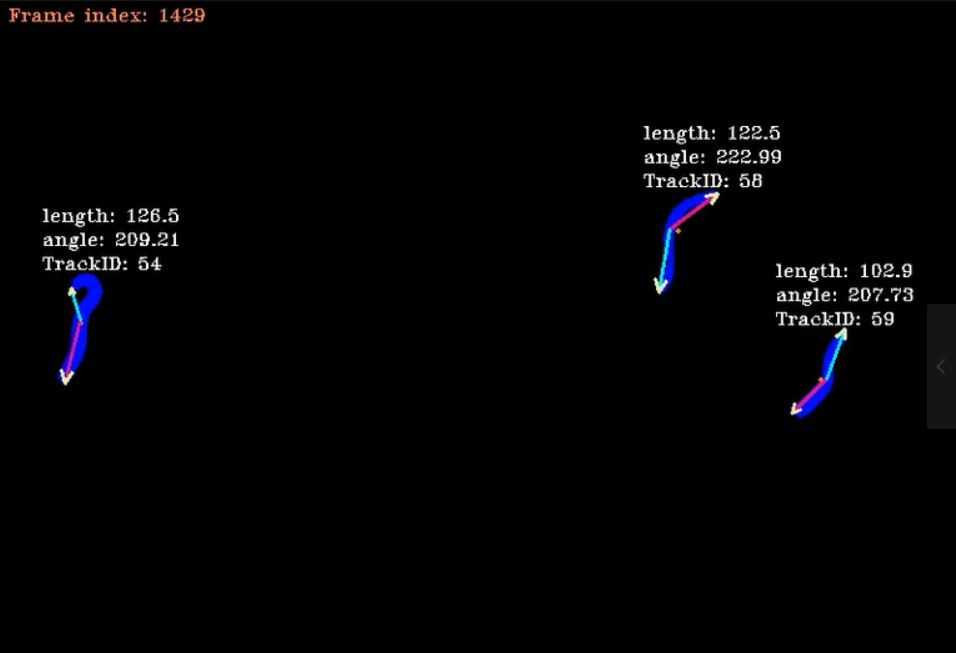 Frame index: 1429
length: 122.5
angle: 222.99
TrackID: 58
length: 126.5
angle: 209.21
TrackID: 54
length: 102.9
angle: 207.73
TrackID: 59